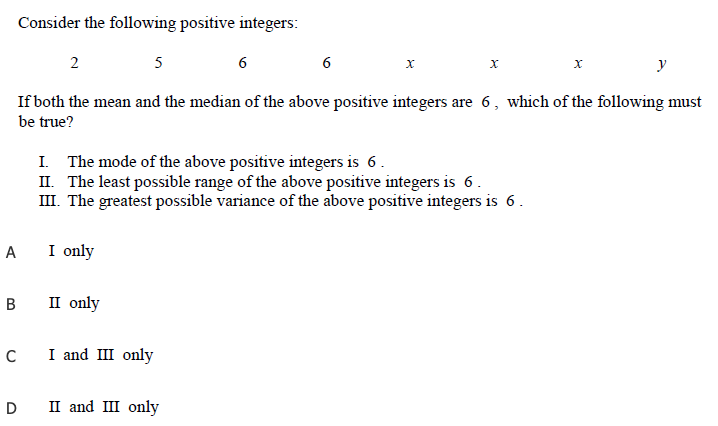 Consider the following positive integers:
2 5 6 6 x x x y
If both the mean and the median of the above positive integers are 6 , which of the following must
be true?
I. The mode of the above positive integers is 6 .
II. The least possible range of the above positive integers is 6 .
III. The greatest possible variance of the above positive integers is 6 .
A I only
B II only
C I and III only
D II and III only